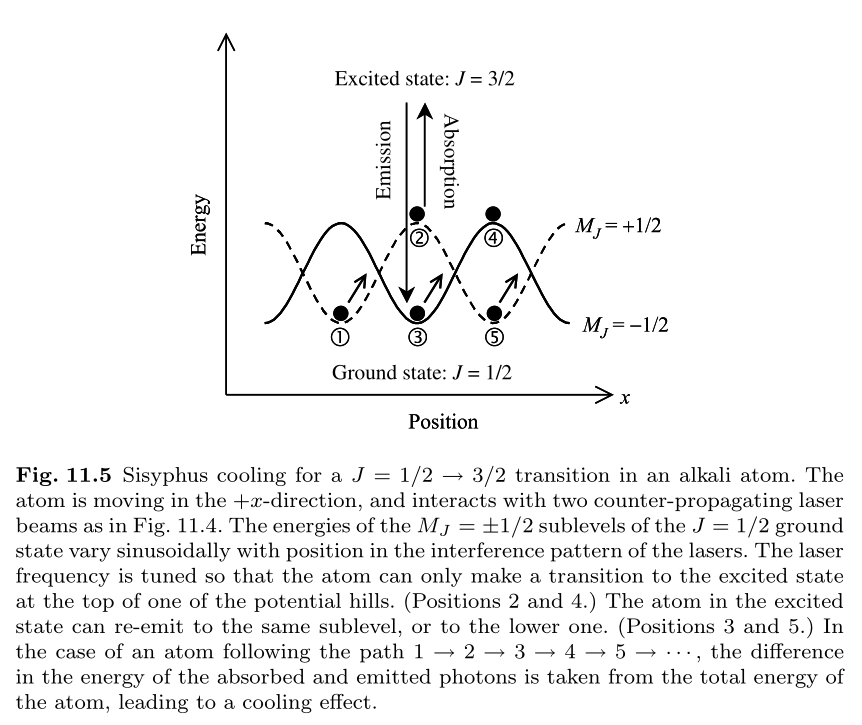 Excited state: J = 3/2
Emission
Absorption
Energy
② ④
M_J = +1/2
① ③ ⑤
M_J = −1/2
Ground state: J = 1/2
x
Position
Fig. 11.5 Sisyphus cooling for a J = 1/2 → 3/2 transition in an alkali atom. The
atom is moving in the +x-direction, and interacts with two counter-propagating laser
beams as in Fig. 11.4. The energies of the M_J = ±1/2 sublevels of the J = 1/2 ground
state vary sinusoidally with position in the interference pattern of the lasers. The laser
frequency is tuned so that the atom can only make a transition to the excited state
at the top of one of the potential hills. (Positions 2 and 4.) The atom in the excited
state can re-emit to the same sublevel, or to the lower one. (Positions 3 and 5.) In
the case of an atom following the path 1 → 2 → 3 → 4 → 5 → ···, the difference
in the energy of the absorbed and emitted photons is taken from the total energy of
the atom, leading to a cooling effect.